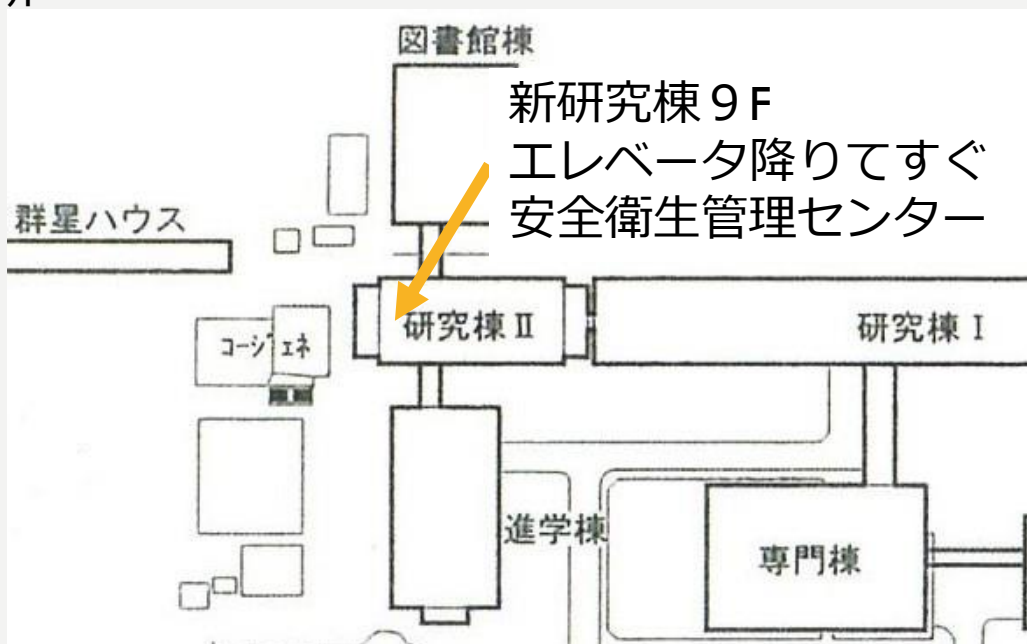 図書館棟
新研究棟９F
エレベータ降りてすぐ
安全衛生管理センター
群星ハウス
研究棟Ⅱ
研究棟Ⅰ
コージェネ
進学棟
専門棟